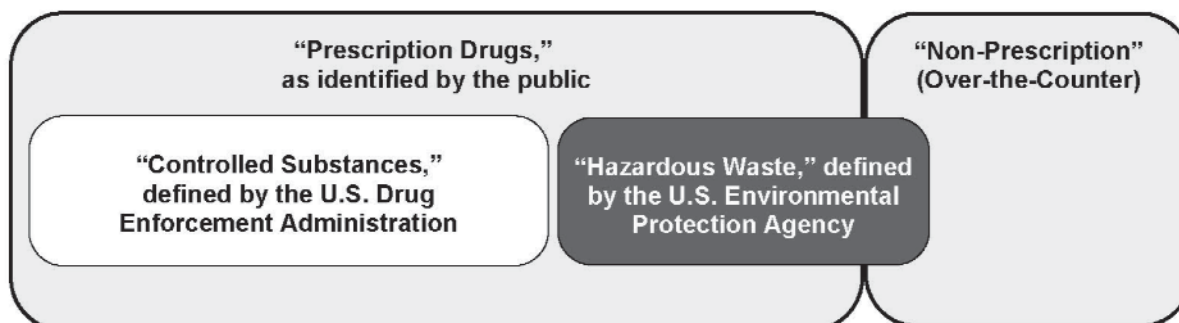 “Prescription Drugs,”
as identified by the public
“Non-Prescription”
(Over-the-Counter)
“Controlled Substances,”
defined by the U.S. Drug
Enforcement Administration
“Hazardous Waste,” defined
by the U.S. Environmental
Protection Agency